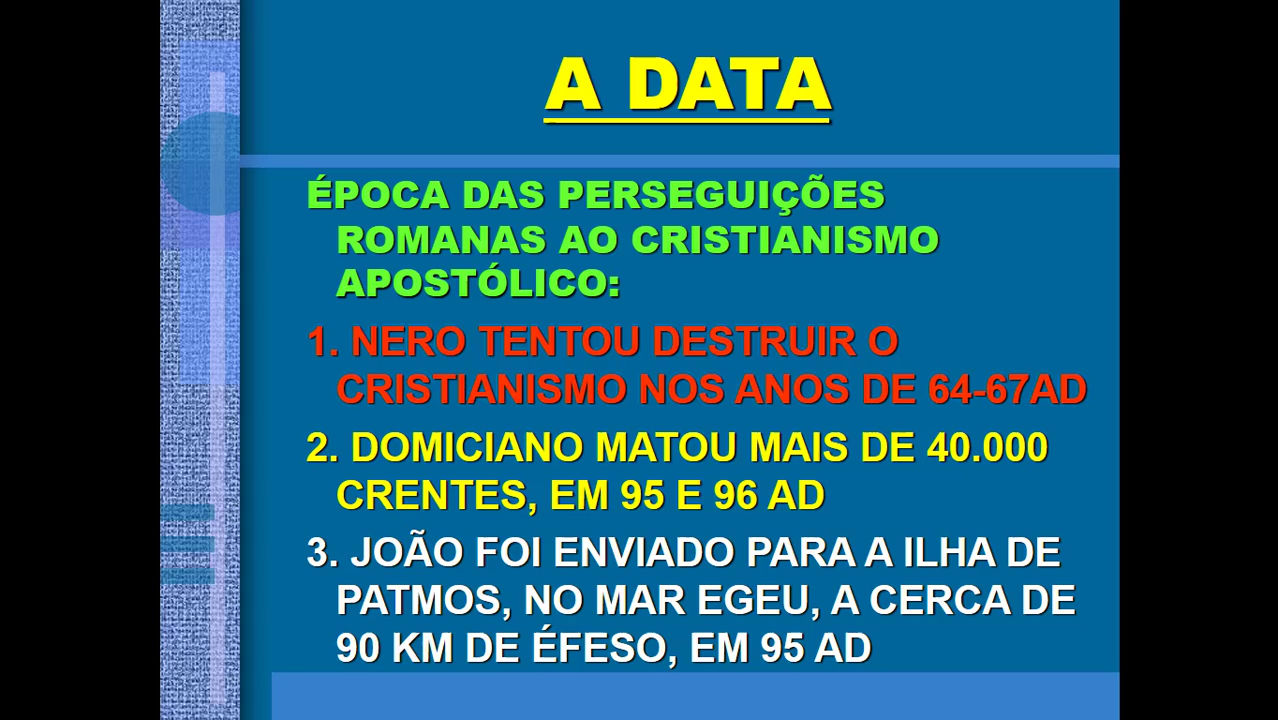 A DATA
ÉPOCA DAS PERSEGUIÇÕES
ROMANAS AO CRISTIANISMO
APOSTÓLICO:
1. NERO TENTOU DESTRUIR O
CRISTIANISMO NOS ANOS DE 64-67AD
2. DOMICIANO MATOU MAIS DE 40.000
CRENTES, EM 95 E 96 AD
3. JOÃO FOI ENVIADO PARA A ILHA DE
PATMOS, NO MAR EGEU, A CERCA DE
90 KM DE ÉFESO, EM 95 AD